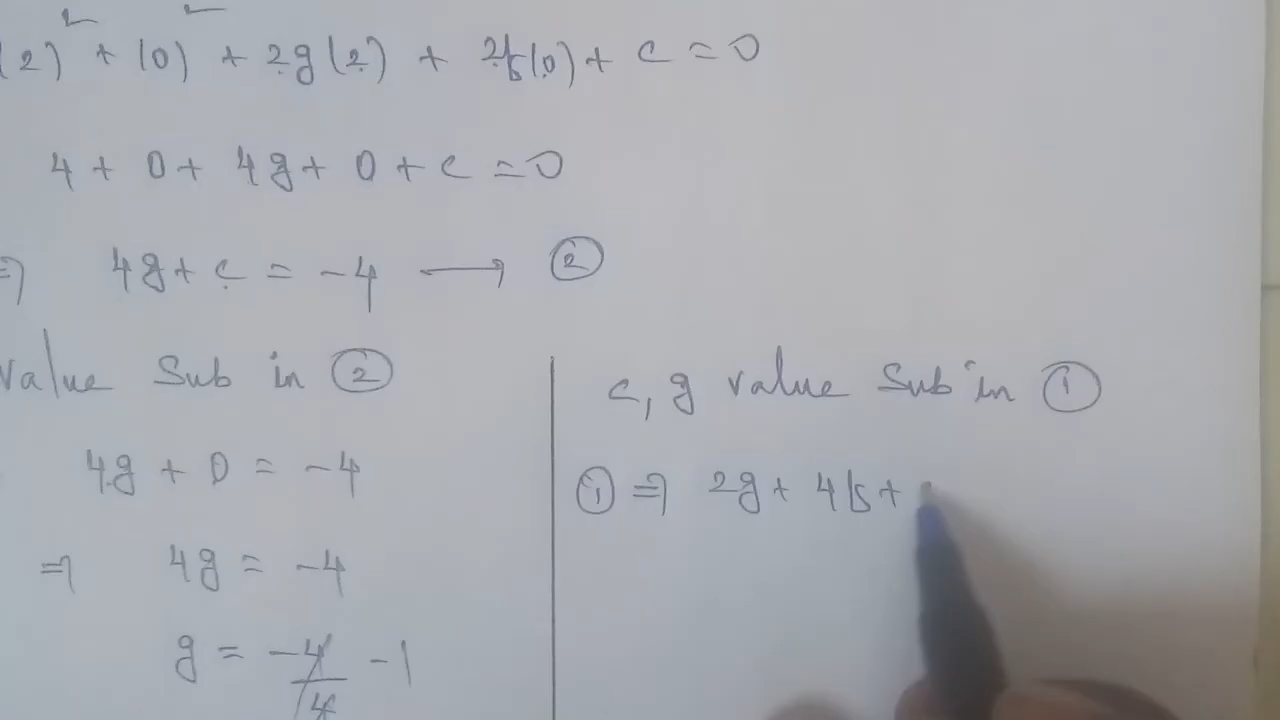 (2)² + (0)² + 2g(2) + 2f(0) + c = 0
4 + 0 + 4g + 0 + c = 0
⇒ 4g + c = -4 → ②
value Sub in ②
4g + 0 = -4
⇒ 4g = -4
g = -4/4 -1
c, g value Sub in ①
① ⇒ 2g + 4f +